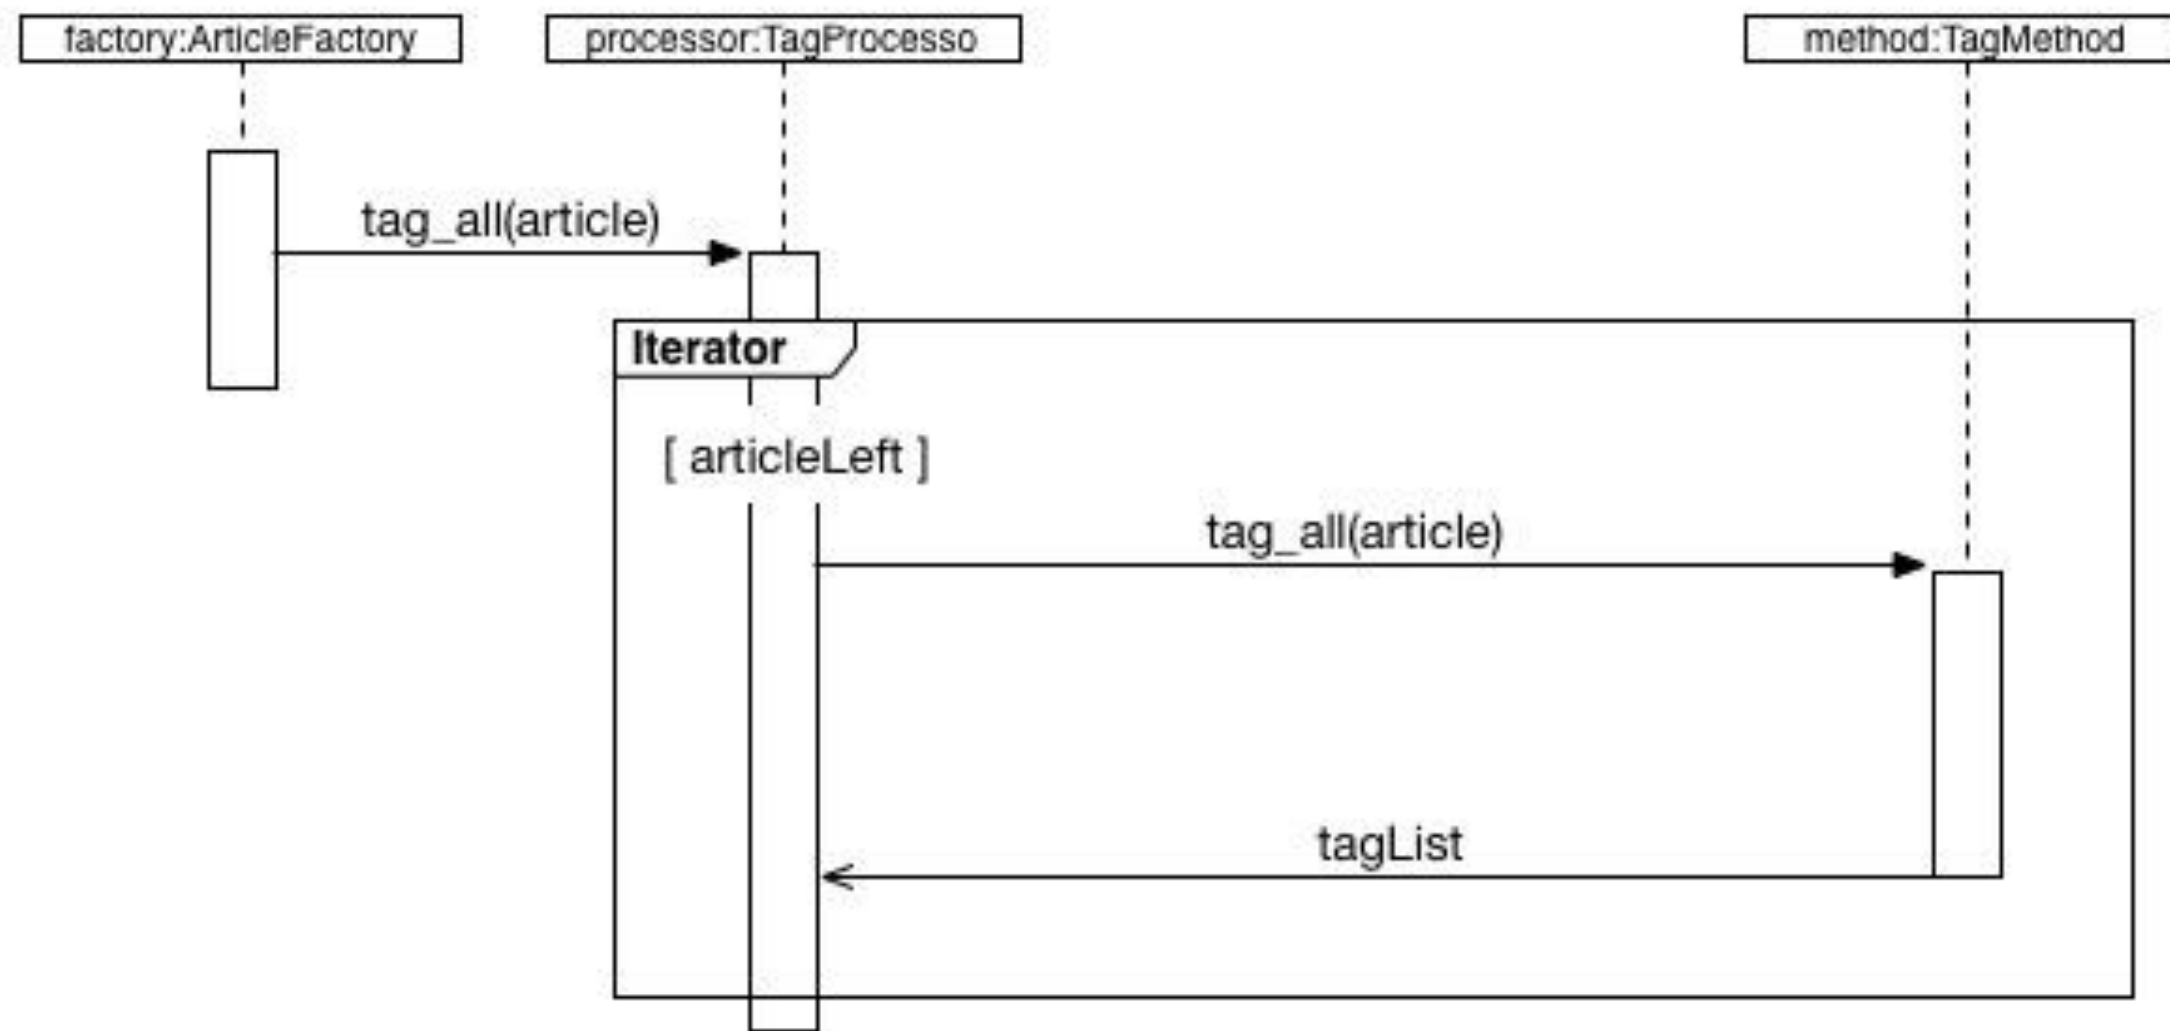 factory:ArticleFactory
processor:TagProcesso
method:TagMethod
tag_all(article)
Iterator
[ articleLeft ]
tag_all(article)
tagList